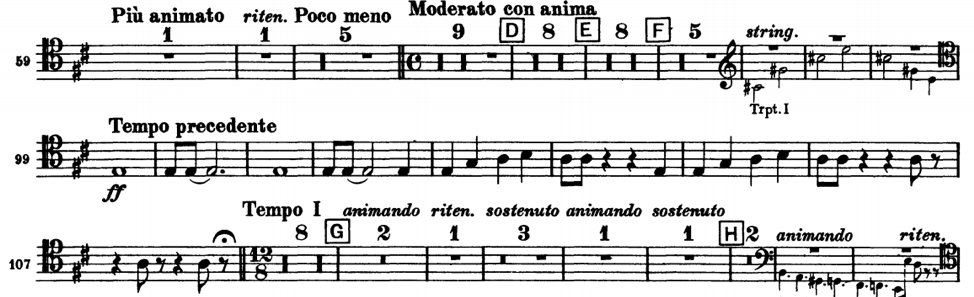 Più animato riten. Poco meno Moderato con anima
1 1 5 9 D 8 E 8 F 5 string.
59
Trpt. I
Tempo precedente
99
ff
Tempo I animando riten. sostenuto animando sostenuto
8 G 2 1 3 1 1 H 2 animando riten.
107 12 8